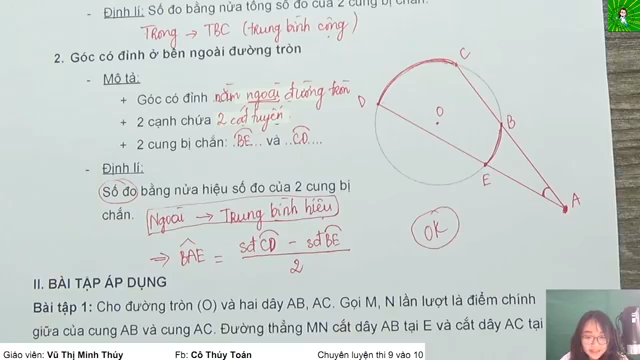 - Định lí: Số đo bằng nửa tổng số đo của 2 cung bị chắn.
Trong → TBC (trung bình cộng)
2. Góc có đỉnh ở bên ngoài đường tròn
- Mô tả:
+ Góc có đỉnh nằm ngoài đường tròn
+ 2 cạnh chứa 2 cát tuyến
+ 2 cung bị chắn: BE và CD
- Định lí:
Số đo bằng nửa hiệu số đo của 2 cung bị
chắn.
Ngoài → Trung bình hiệu
⇒ BAE = (sđ CD − sđ BE) / 2
C
D
O
B
E
A
OK
II. BÀI TẬP ÁP DỤNG
Bài tập 1: Cho đường tròn (O) và hai dây AB, AC. Gọi M, N lần lượt là điểm chính
giữa của cung AB và cung AC. Đường thẳng MN cắt dây AB tại E và cắt dây AC tại
Giáo viên: Vũ Thị Minh Thúy
Fb: Cô Thúy Toán
Chuyên luyện thi 9 vào 10